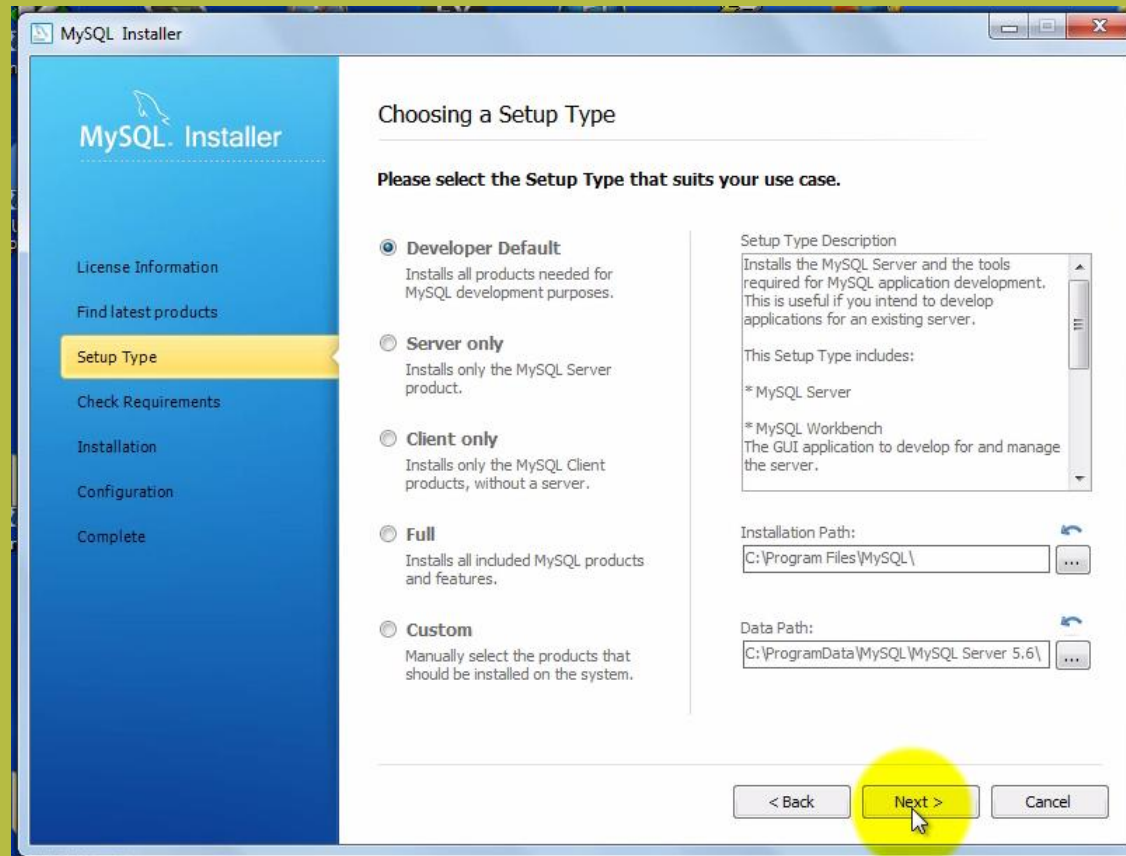 MySQL Installer
MySQL. Installer
License Information
Find latest products
Setup Type
Check Requirements
Installation
Configuration
Complete
Choosing a Setup Type
Please select the Setup Type that suits your use case.
Developer Default
Installs all products needed for
MySQL development purposes.
Server only
Installs only the MySQL Server
product.
Client only
Installs only the MySQL Client
products, without a server.
Full
Installs all included MySQL products
and features.
Custom
Manually select the products that
should be installed on the system.
Setup Type Description
Installs the MySQL Server and the tools
required for MySQL application development.
This is useful if you intend to develop
applications for an existing server.
This Setup Type includes:
* MySQL Server
* MySQL Workbench
The GUI application to develop for and manage
the server.
Installation Path:
C:\Program Files\MySQL\
...
Data Path:
C:\ProgramData\MySQL\MySQL Server 5.6\
...
< Back
Next >
Cancel